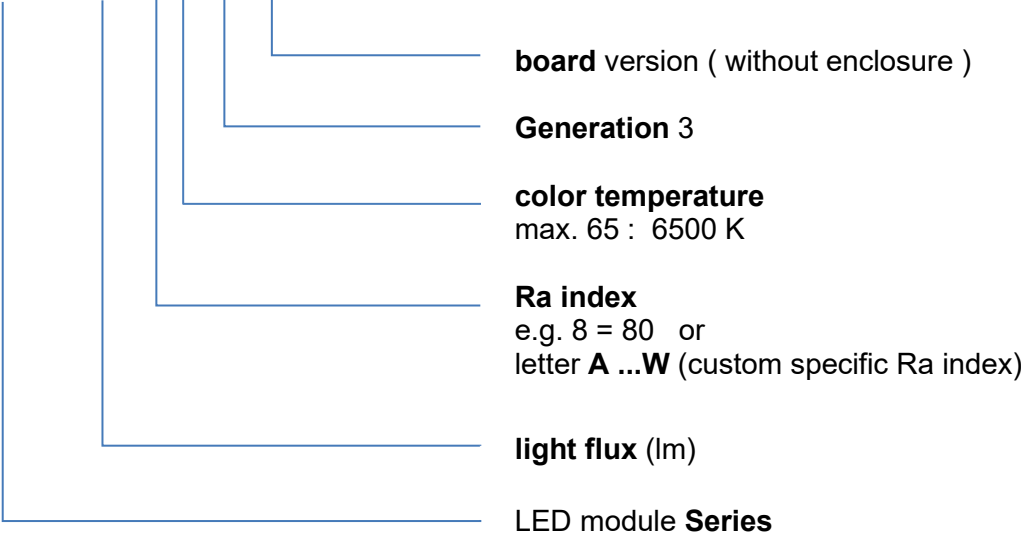 board version ( without enclosure )
Generation 3
color temperature
max. 65 : 6500 K
Ra index
e.g. 8 = 80 or
letter A ...W (custom specific Ra index)
light flux (lm)
LED module Series